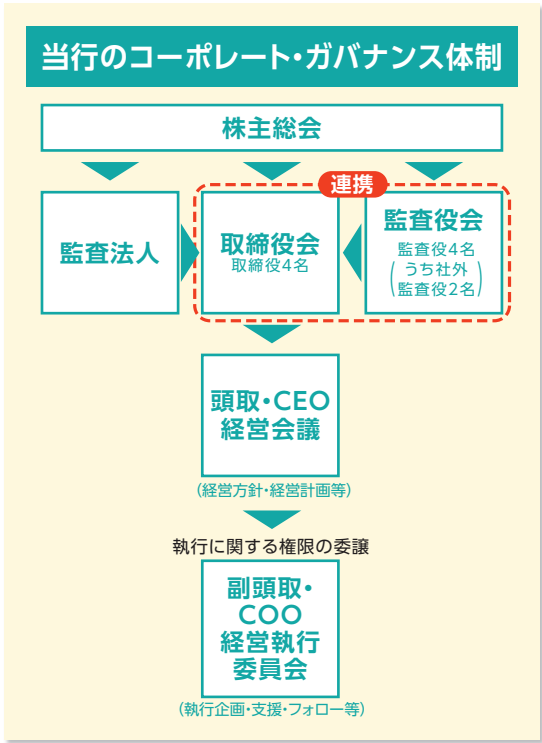 当行のコーポレート・ガバナンス体制
株主総会
連携
監査法人
取締役会
取締役4名
監査役会
監査役4名
(うち社外
監査役2名)
頭取・CEO
経営会議
(経営方針・経営計画等)
執行に関する権限の委譲
副頭取・
COO
経営執行
委員会
(執行企画・支援・フォロー等)